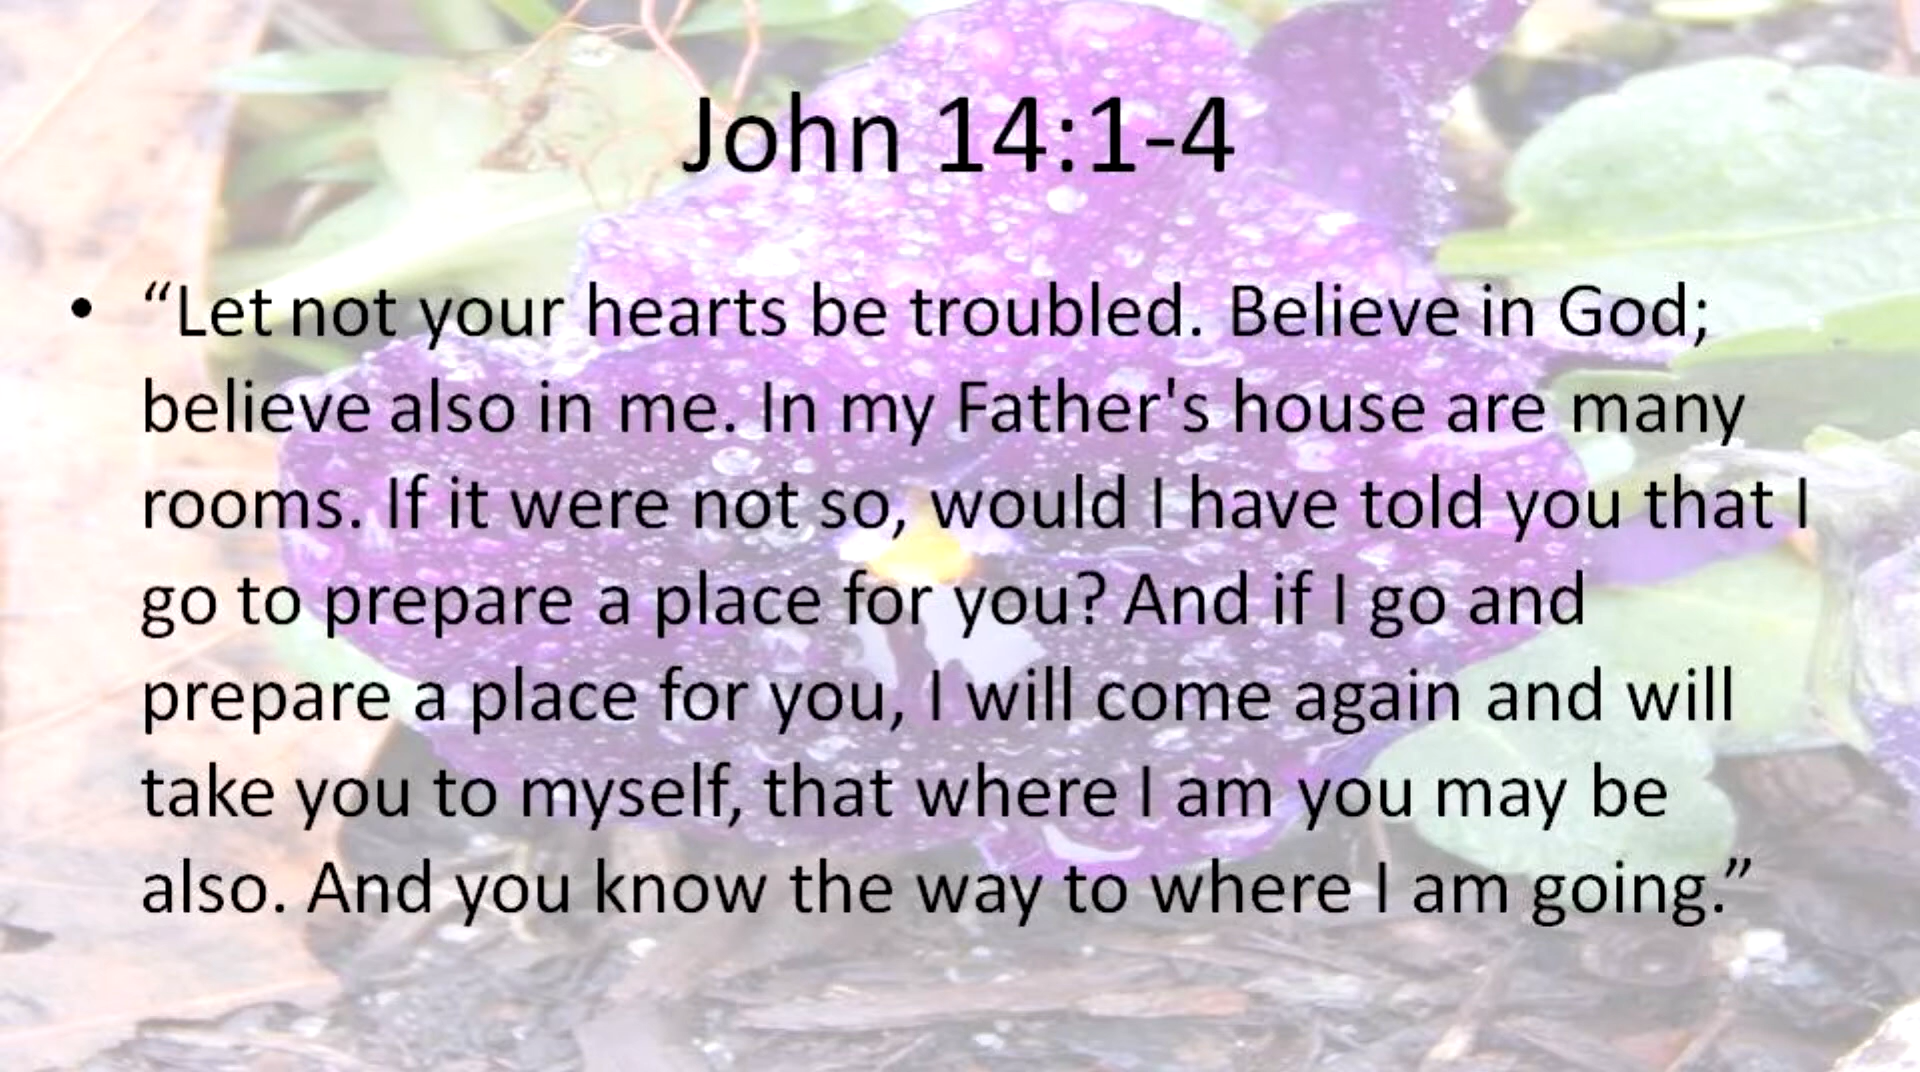 John 14:1-4
• “Let not your hearts be troubled. Believe in God;
believe also in me. In my Father's house are many
rooms. If it were not so, would I have told you that I
go to prepare a place for you? And if I go and
prepare a place for you, I will come again and will
take you to myself, that where I am you may be
also. And you know the way to where I am going.”